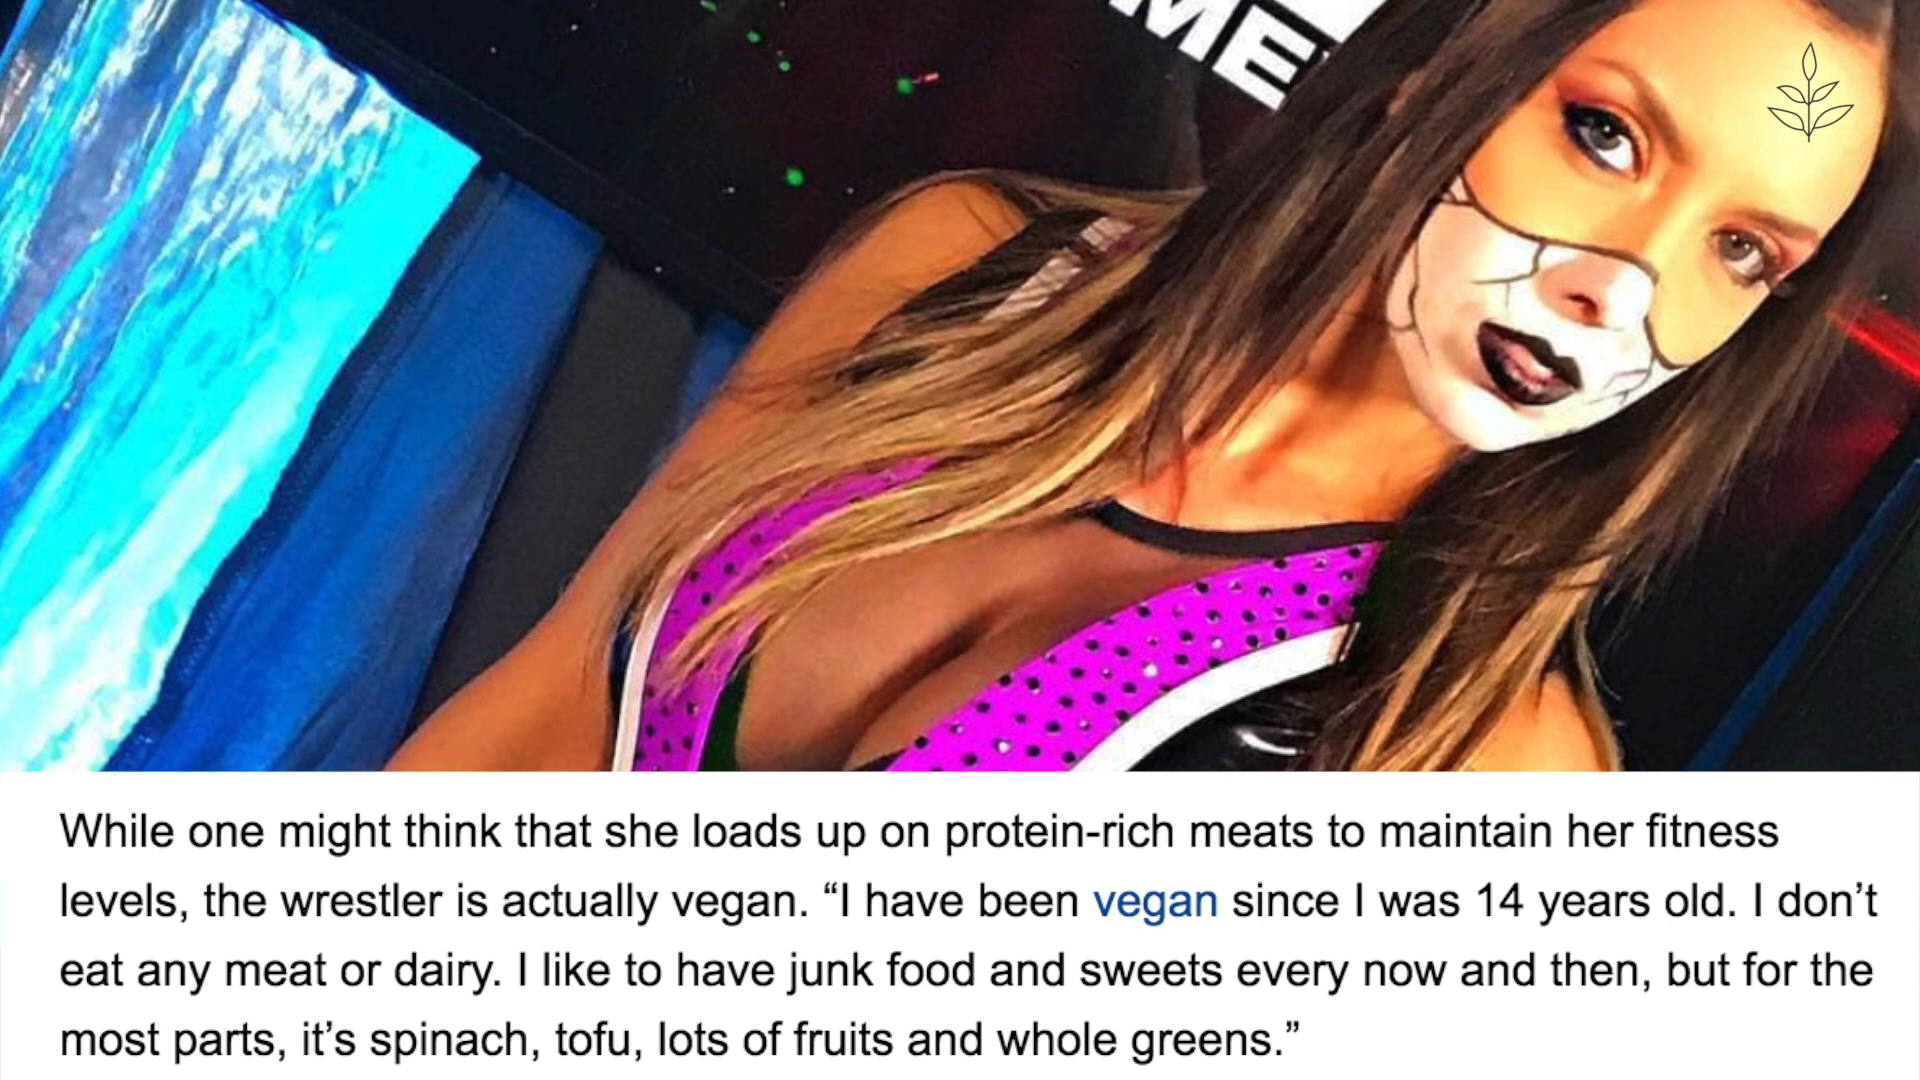 ME
While one might think that she loads up on protein-rich meats to maintain her fitness
levels, the wrestler is actually vegan. “I have been vegan since I was 14 years old. I don’t
eat any meat or dairy. I like to have junk food and sweets every now and then, but for the
most parts, it’s spinach, tofu, lots of fruits and whole greens.”